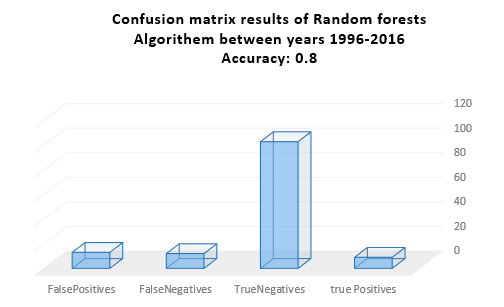 Confusion matrix results of Random forests
Algorithem between years 1996-2016
Accuracy: 0.8
120
100
80
60
40
20
0
FalsePositives FalseNegatives TrueNegatives true Positives